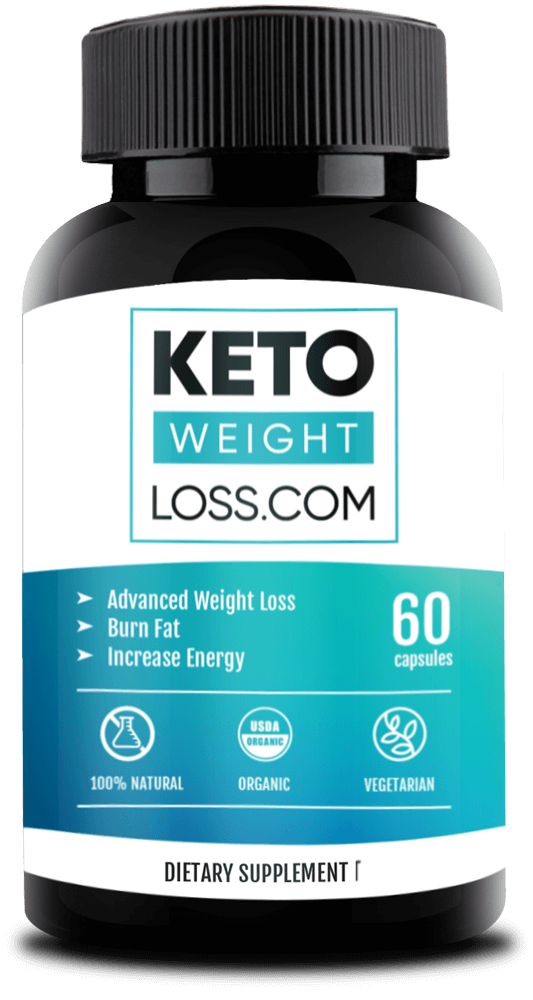 KETO
WEIGHT
LOSS.COM
Advanced Weight Loss
Burn Fat
Increase Energy
60
capsules
USDA
ORGANIC
100% NATURAL
ORGANIC
VEGETARIAN
DIETARY SUPPLEMENT